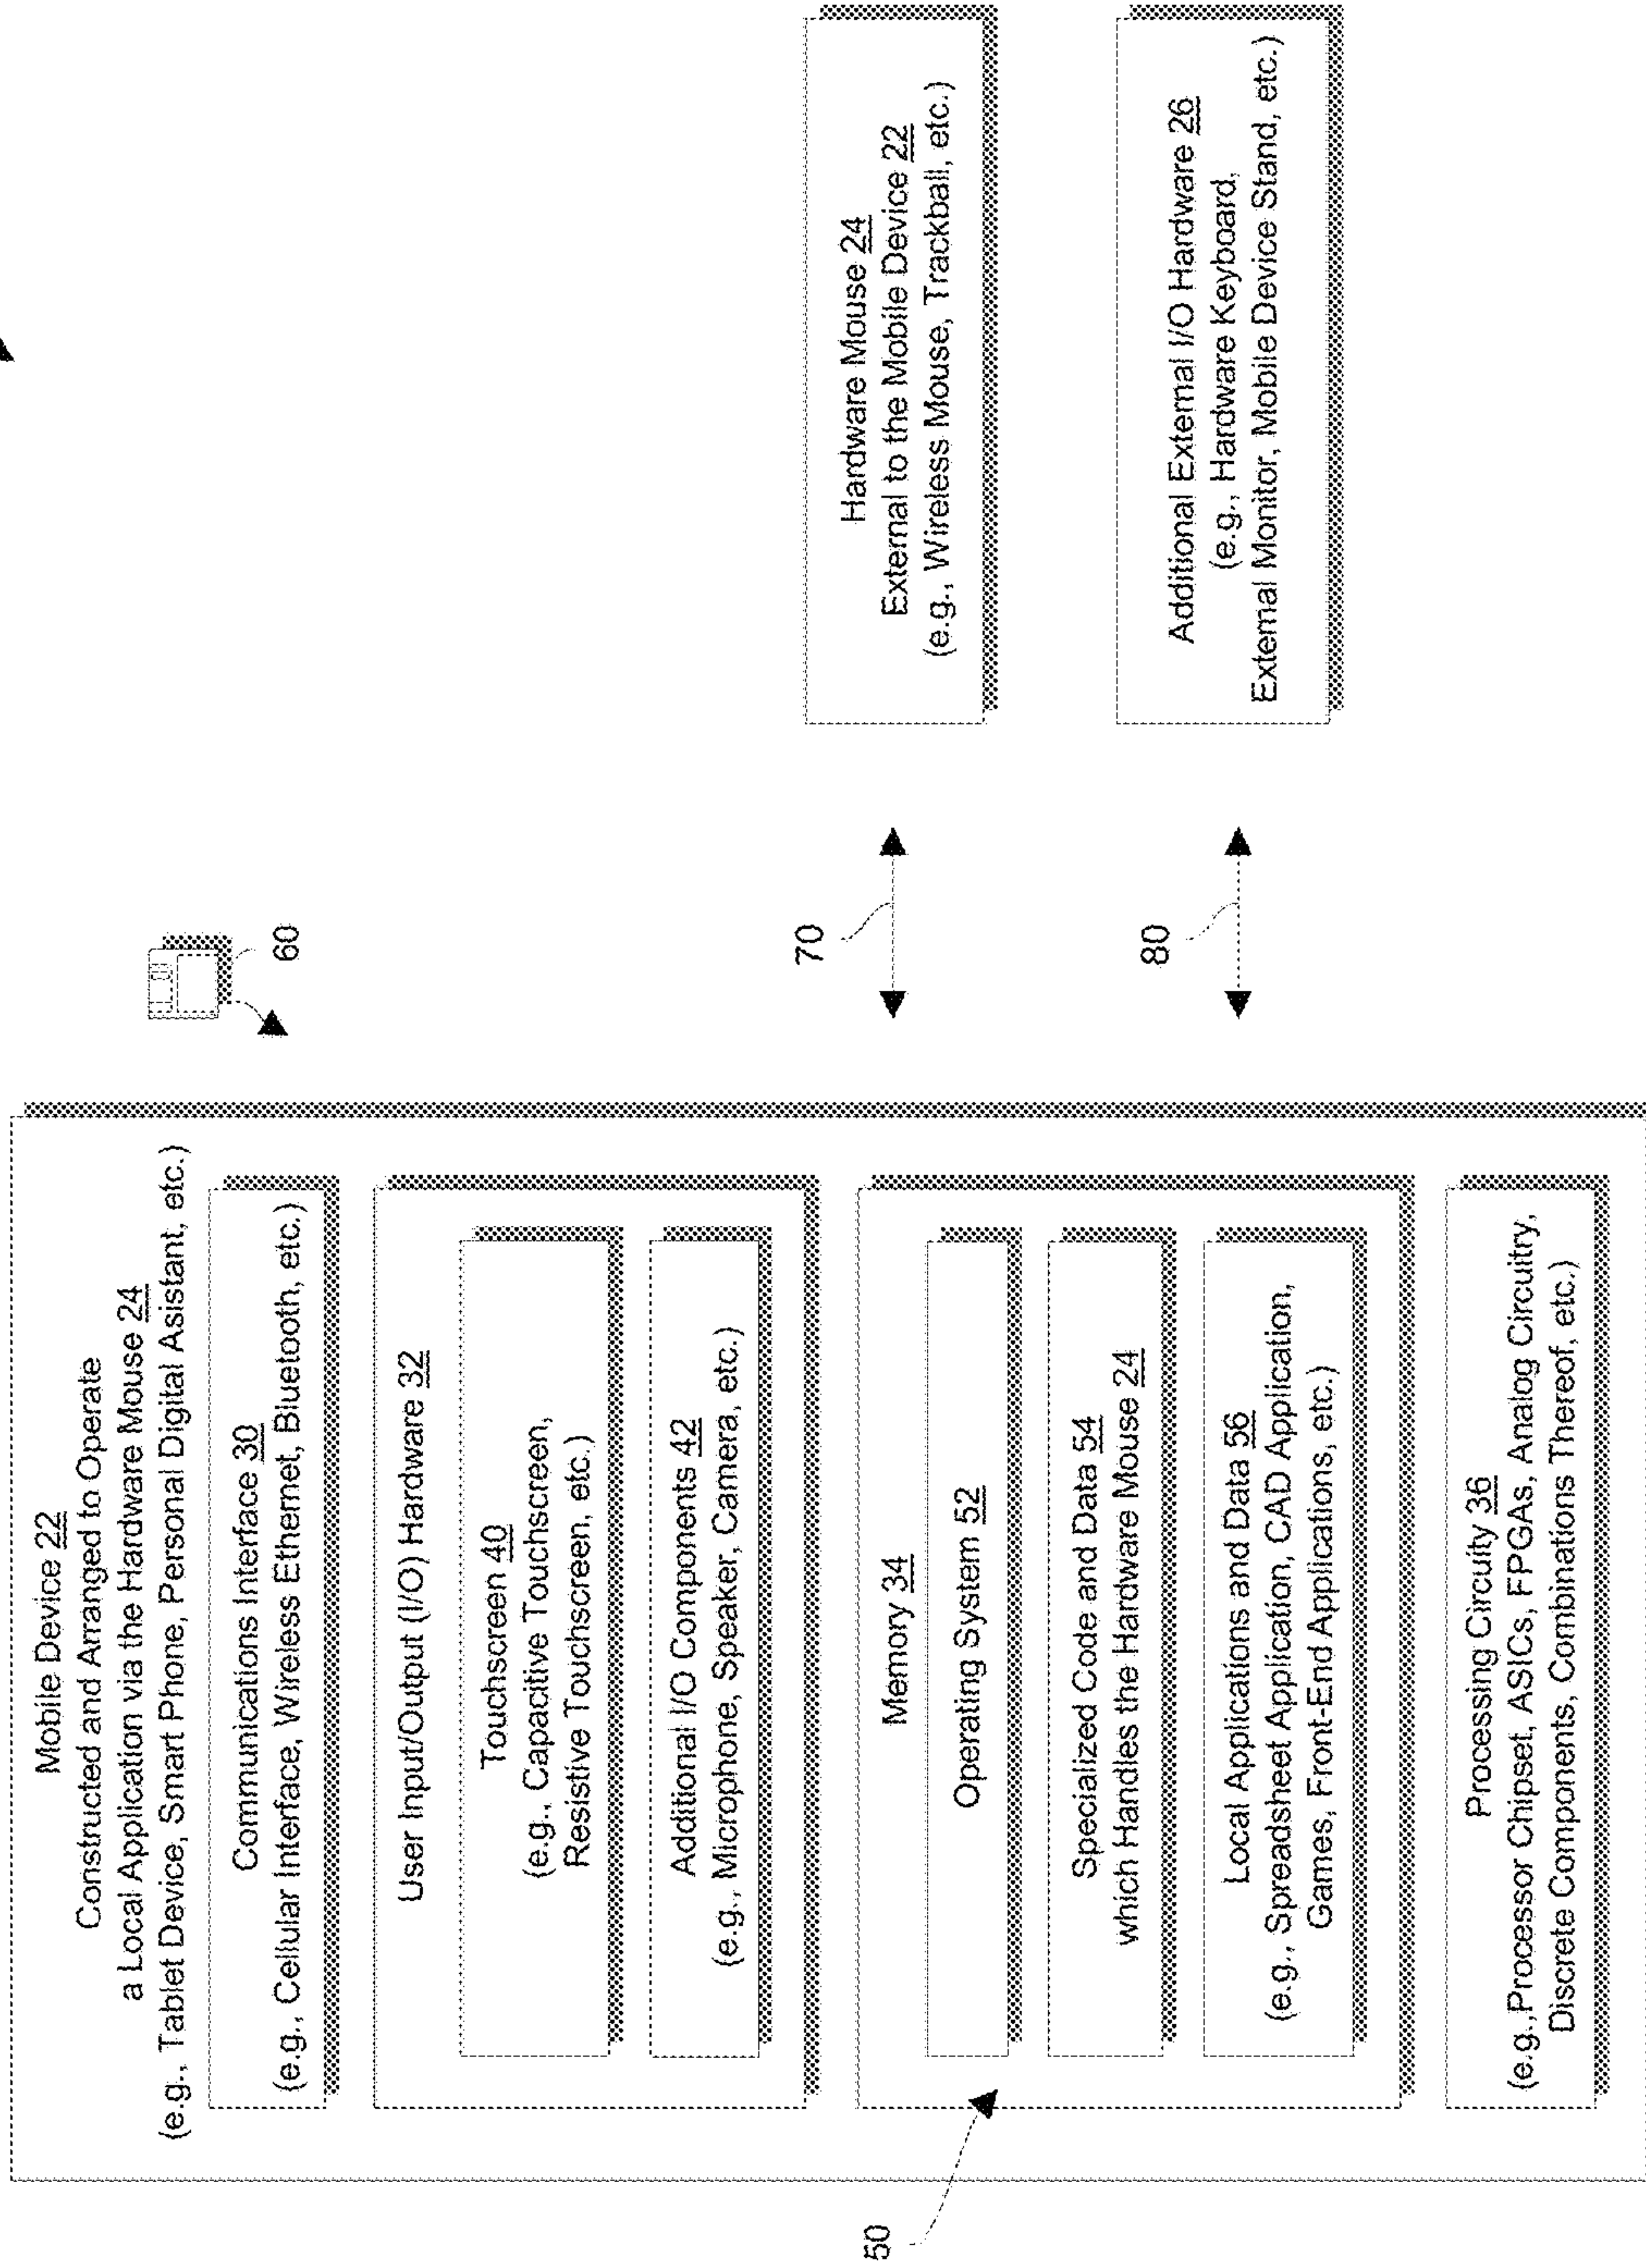 Mobile Device 22
Constructed and Arranged to Operate
a Local Application via the Hardware Mouse 24
(e.g., Tablet Device, Smart Phone, Personal Digital Asistant, etc.)
Communications Interface 30
(e.g., Cellular Interface, Wireless Ethernet, Bluetooth, etc.)
User Input/Output (I/O) Hardware 32
Touchscreen 40
(e.g., Capacitive Touchscreen,
Resistive Touchscreen, etc.)
Additional I/O Components 42
(e.g., Microphone, Speaker, Camera, etc.)
Memory 34
Operating System 52
Specialized Code and Data 54
which Handles the Hardware Mouse 24
Local Applications and Data 56
(e.g., Spreadsheet Application, CAD Application,
Games, Front-End Applications, etc.)
Processing Circuity 36
(e.g.,Processor Chipset, ASICs, FPGAs, Analog Circuitry,
Discrete Components, Combinations Thereof, etc.)
50
60
70
80
Hardware Mouse 24
External to the Mobile Device 22
(e.g., Wireless Mouse, Trackball, etc.)
Additional External I/O Hardware 26
(e.g., Hardware Keyboard,
External Monitor, Mobile Device Stand, etc.)